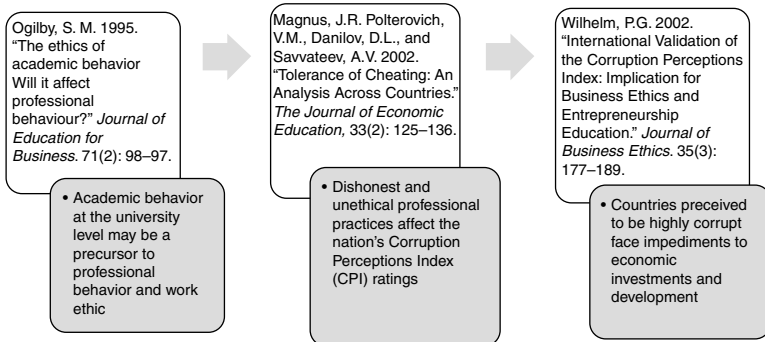 Ogilby, S. M. 1995.
“The ethics of
academic behavior
Will it affect
professional
behaviour?” Journal of
Education for
Business. 71(2): 98–97.
• Academic behavior
at the university
level may be a
precursor to
professional
behavior and work
ethic
Magnus, J.R. Polterovich,
V.M., Danilov, D.L., and
Savvateev, A.V. 2002.
“Tolerance of Cheating: An
Analysis Across Countries.”
The Journal of Economic
Education, 33(2): 125–136.
• Dishonest and
unethical professional
practices affect the
nation’s Corruption
Perceptions Index
(CPI) ratings
Wilhelm, P.G. 2002.
“International Validation of
the Corruption Perceptions
Index: Implication for
Business Ethics and
Entrepreneurship
Education.” Journal of
Business Ethics. 35(3):
177–189.
• Countries perceived
to be highly corrupt
face impediments to
economic
investments and
development